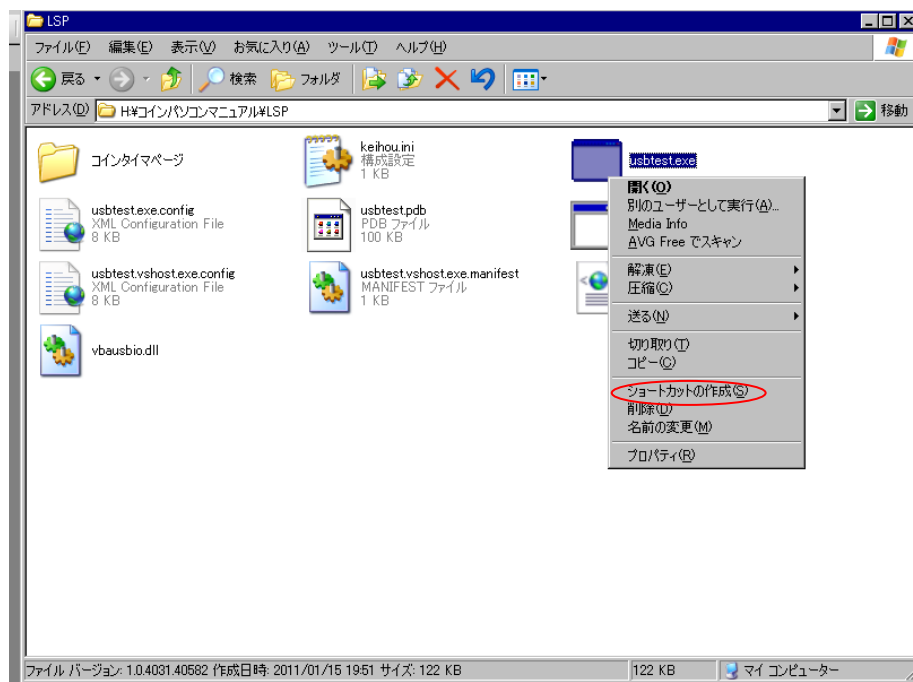 LSP
ファイル(F) 編集(E) 表示(V) お気に入り(A) ツール(T) ヘルプ(H)
戻る 検索 フォルダ
アドレス(D) H:¥コインパソコンマニュアル¥LSP 移動
コインタイマページ
keihou.ini
構成設定
1 KB
usbtest.exe
usbtest.exe.config
XML Configuration File
8 KB
usbtest.pdb
PDB ファイル
100 KB
usbtest.vshost.exe.config
XML Configuration File
8 KB
usbtest.vshost.exe.manifest
MANIFEST ファイル
1 KB
vbausbio.dll
開く(O)
別のユーザーとして実行(A)...
Media Info
AVG Free でスキャン
解凍(E)
圧縮(C)
送る(N)
切り取り(T)
コピー(C)
ショートカットの作成(S)
削除(D)
名前の変更(M)
プロパティ(R)
ファイル バージョン: 1.0.4031.40582 作成日時: 2011/01/15 19:51 サイズ: 122 KB 122 KB マイ コンピューター